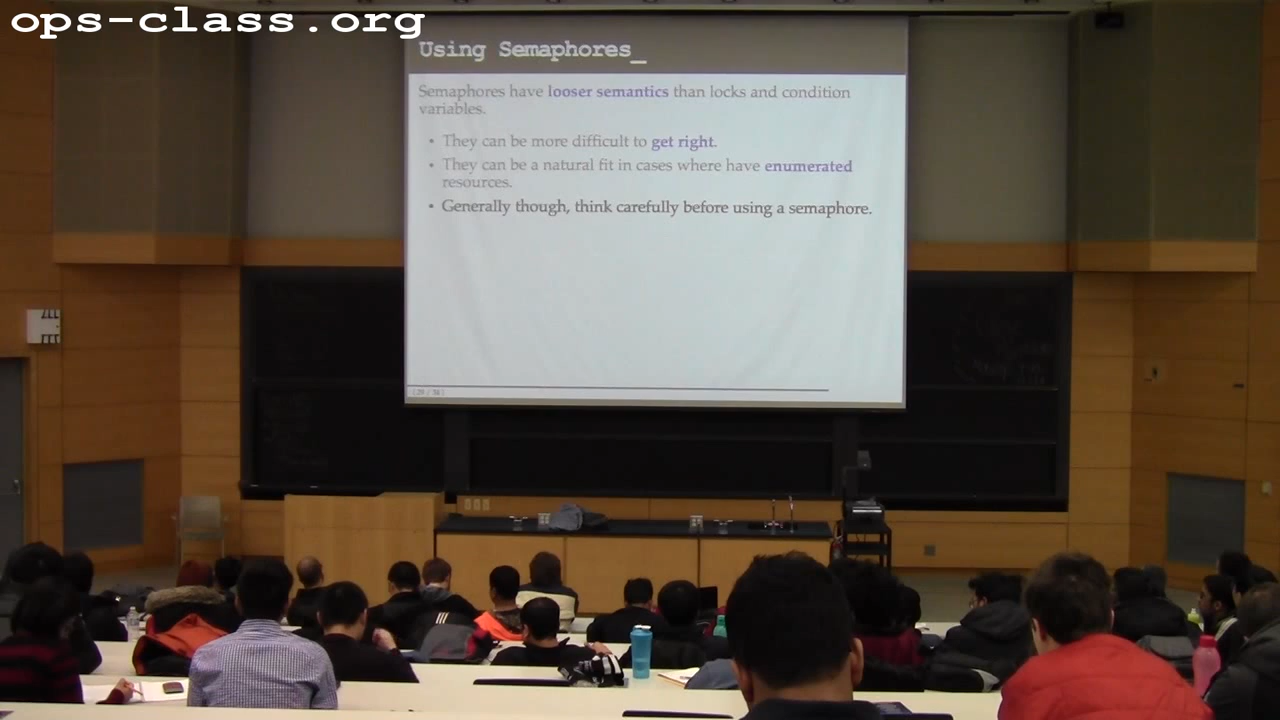 ops-class.org
Using Semaphores_
Semaphores have looser semantics than locks and condition
variables.
• They can be more difficult to get right.
• They can be a natural fit in cases where have enumerated
resources.
• Generally though, think carefully before using a semaphore.